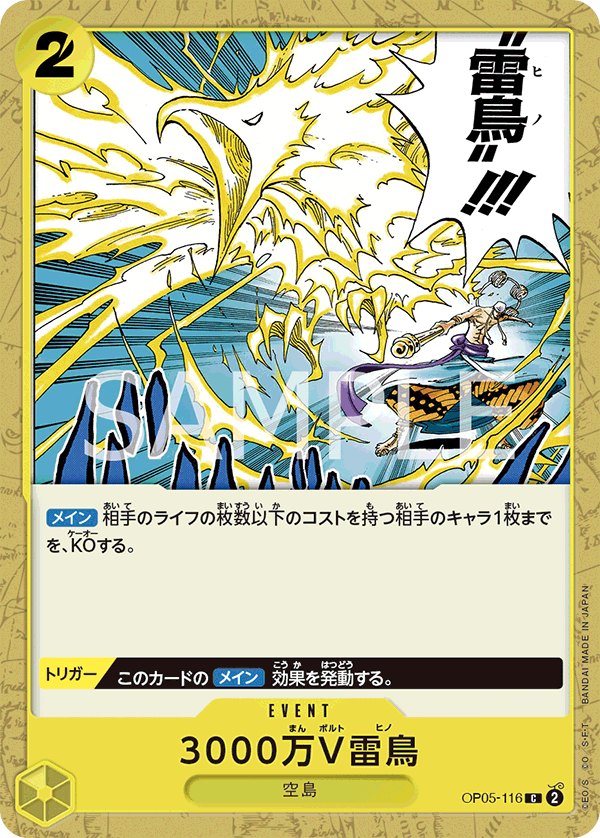 DLICHES EISMEER
2
"雷鳥"!!!
ヒノ
SAMPLE
メイン 相手のライフの枚数以下のコストを持つ相手のキャラ1枚まで
を、KOする。
トリガー このカードの メイン 効果を発動する。
EVENT
3000万V雷鳥
空島
OP05-116 C 2
©E.O./S. ©O./S.・F.・T. BANDAI MADE IN JAPAN